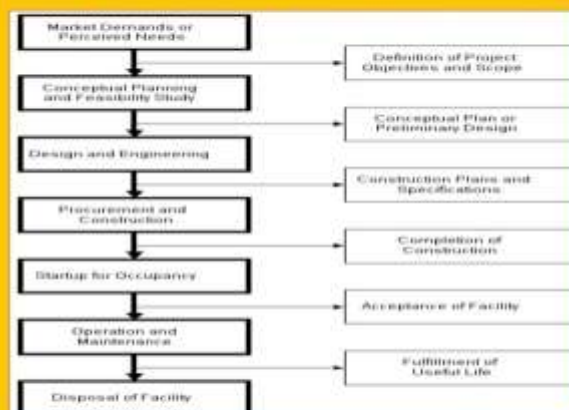 Market Demands or
Perceived Needs
Definition of Project
Objectives and Scope
Conceptual Planning
and Feasibility Study
Conceptual Plan or
Preliminary Design
Design and Engineering
Construction Plans and
Specifications
Procurement and
Construction
Completion of
Construction
Startup for Occupancy
Acceptance of Facility
Operation and
Maintenance
Fulfillment of
Useful Life
Disposal of Facility